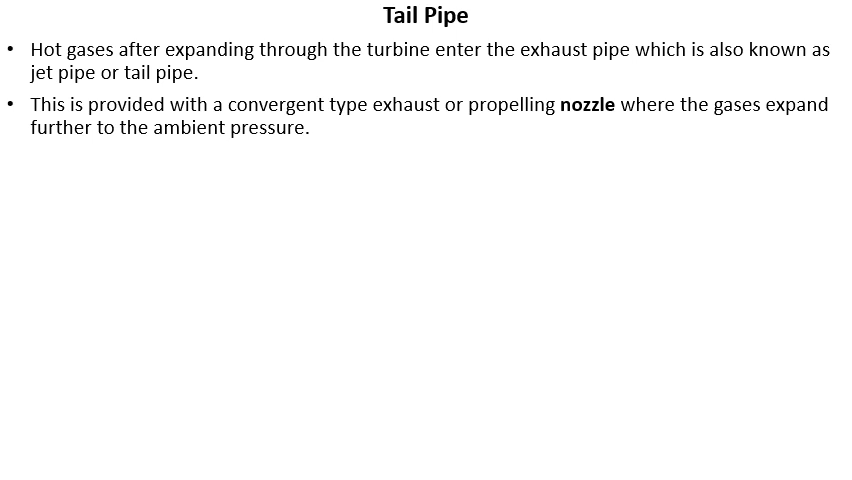 Tail Pipe
• Hot gases after expanding through the turbine enter the exhaust pipe which is also known as
jet pipe or tail pipe.
• This is provided with a convergent type exhaust or propelling nozzle where the gases expand
further to the ambient pressure.